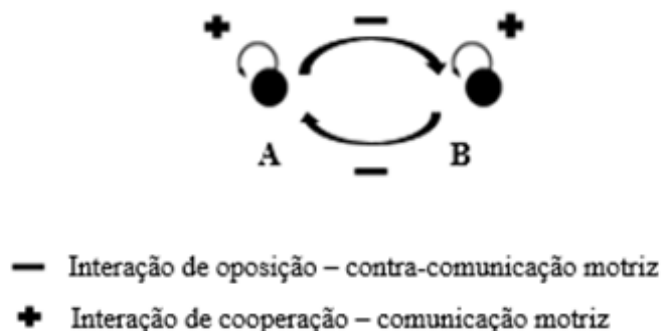 + − +
A B
−
− Interação de oposição – contra-comunicação motriz
+ Interação de cooperação – comunicação motriz